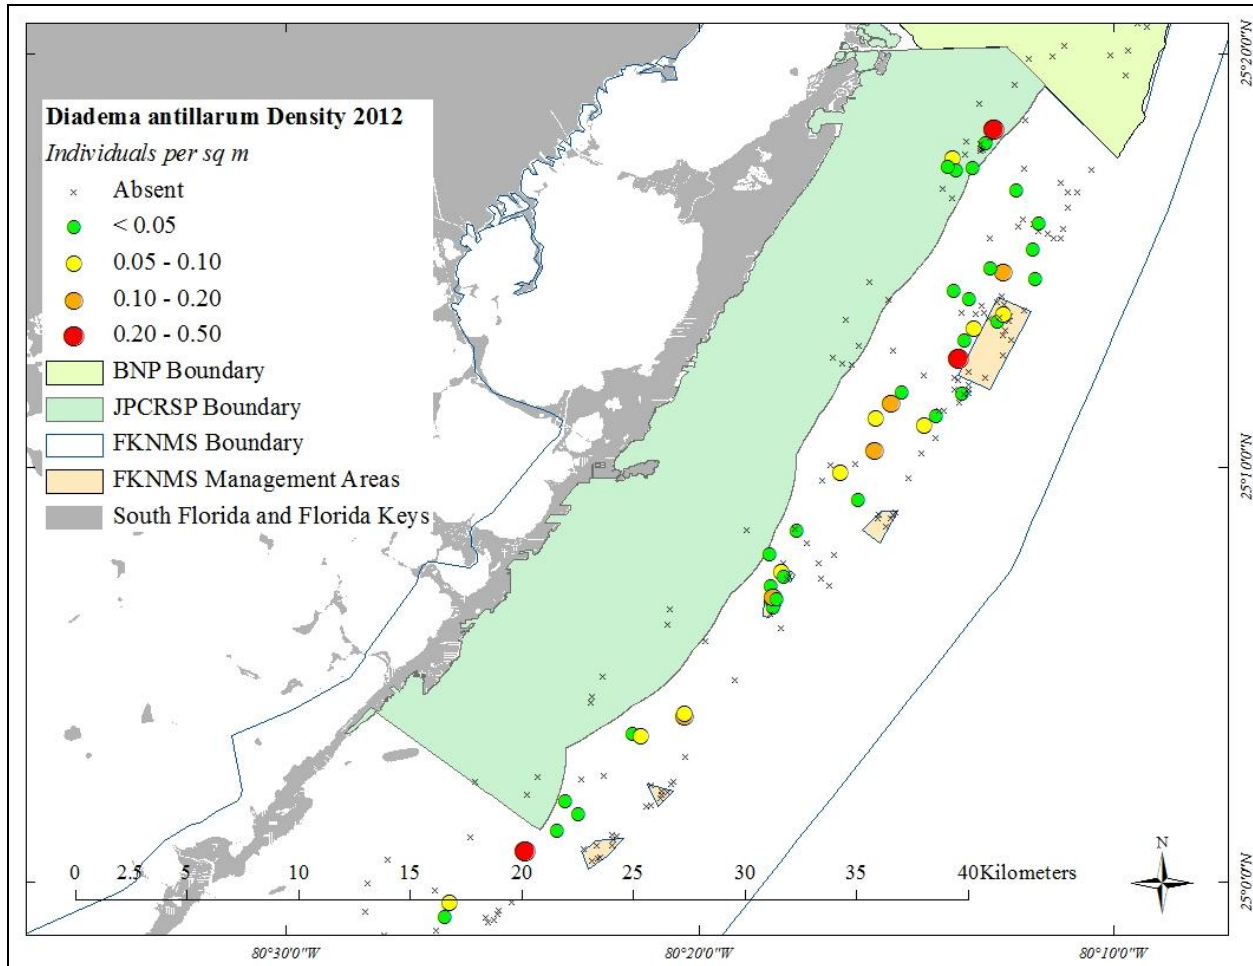 Diadema antillarum Density 2012
Individuals per sq m
Absent
< 0.05
0.05 - 0.10
0.10 - 0.20
0.20 - 0.50
BNP Boundary
JPCRSP Boundary
FKNMS Boundary
FKNMS Management Areas
South Florida and Florida Keys
25°20'0"N
25°10'0"N
25°0'0"N
0 2.5 5 10 15 20 25 30 35 40 Kilometers
N
80°30'0"W 80°20'0"W 80°10'0"W